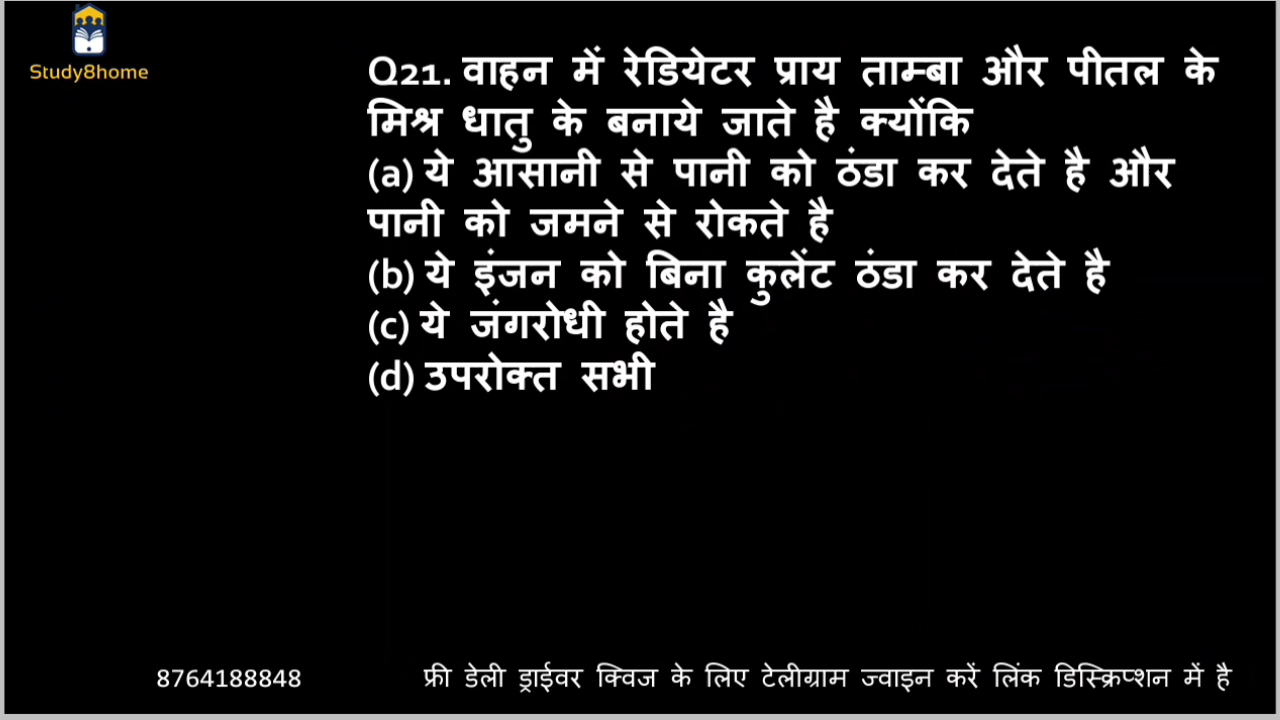 Study8home
Q21. वाहन में रेडियेटर प्राय ताम्बा और पीतल के
मिश्र धातु के बनाये जाते है क्योंकि
(a) ये आसानी से पानी को ठंडा कर देते है और
पानी को जमने से रोकते है
(b) ये इंजन को बिना कुलेंट ठंडा कर देते है
(c) ये जंगरोधी होते है
(d) उपरोक्त सभी
8764188848 फ्री डेली ड्राईवर क्विज के लिए टेलीग्राम ज्वाइन करें लिंक डिस्क्रिप्शन में है